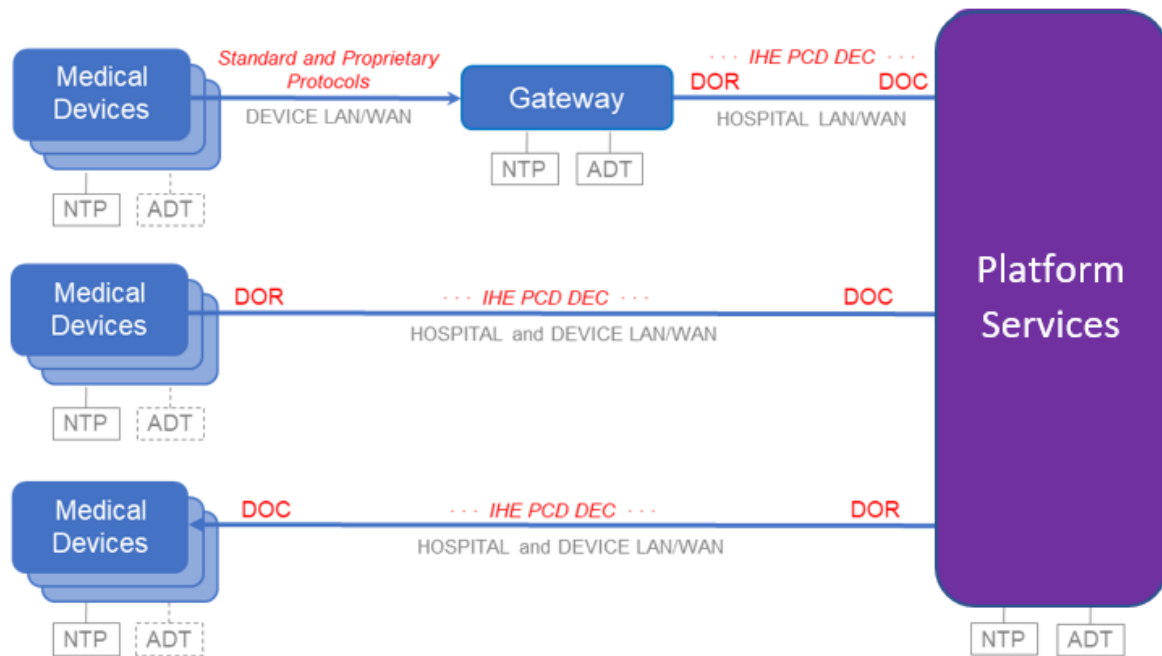 Medical
Devices
Standard and Proprietary
Protocols
DEVICE LAN/WAN
Gateway
··· IHE PCD DEC ···
DOR
DOC
HOSPITAL LAN/WAN
NTP
ADT
NTP
ADT
Platform
Services
Medical
Devices
DOR
··· IHE PCD DEC ···
DOC
HOSPITAL and DEVICE LAN/WAN
NTP
ADT
Medical
Devices
DOC
··· IHE PCD DEC ···
DOR
HOSPITAL and DEVICE LAN/WAN
NTP
ADT
NTP
ADT